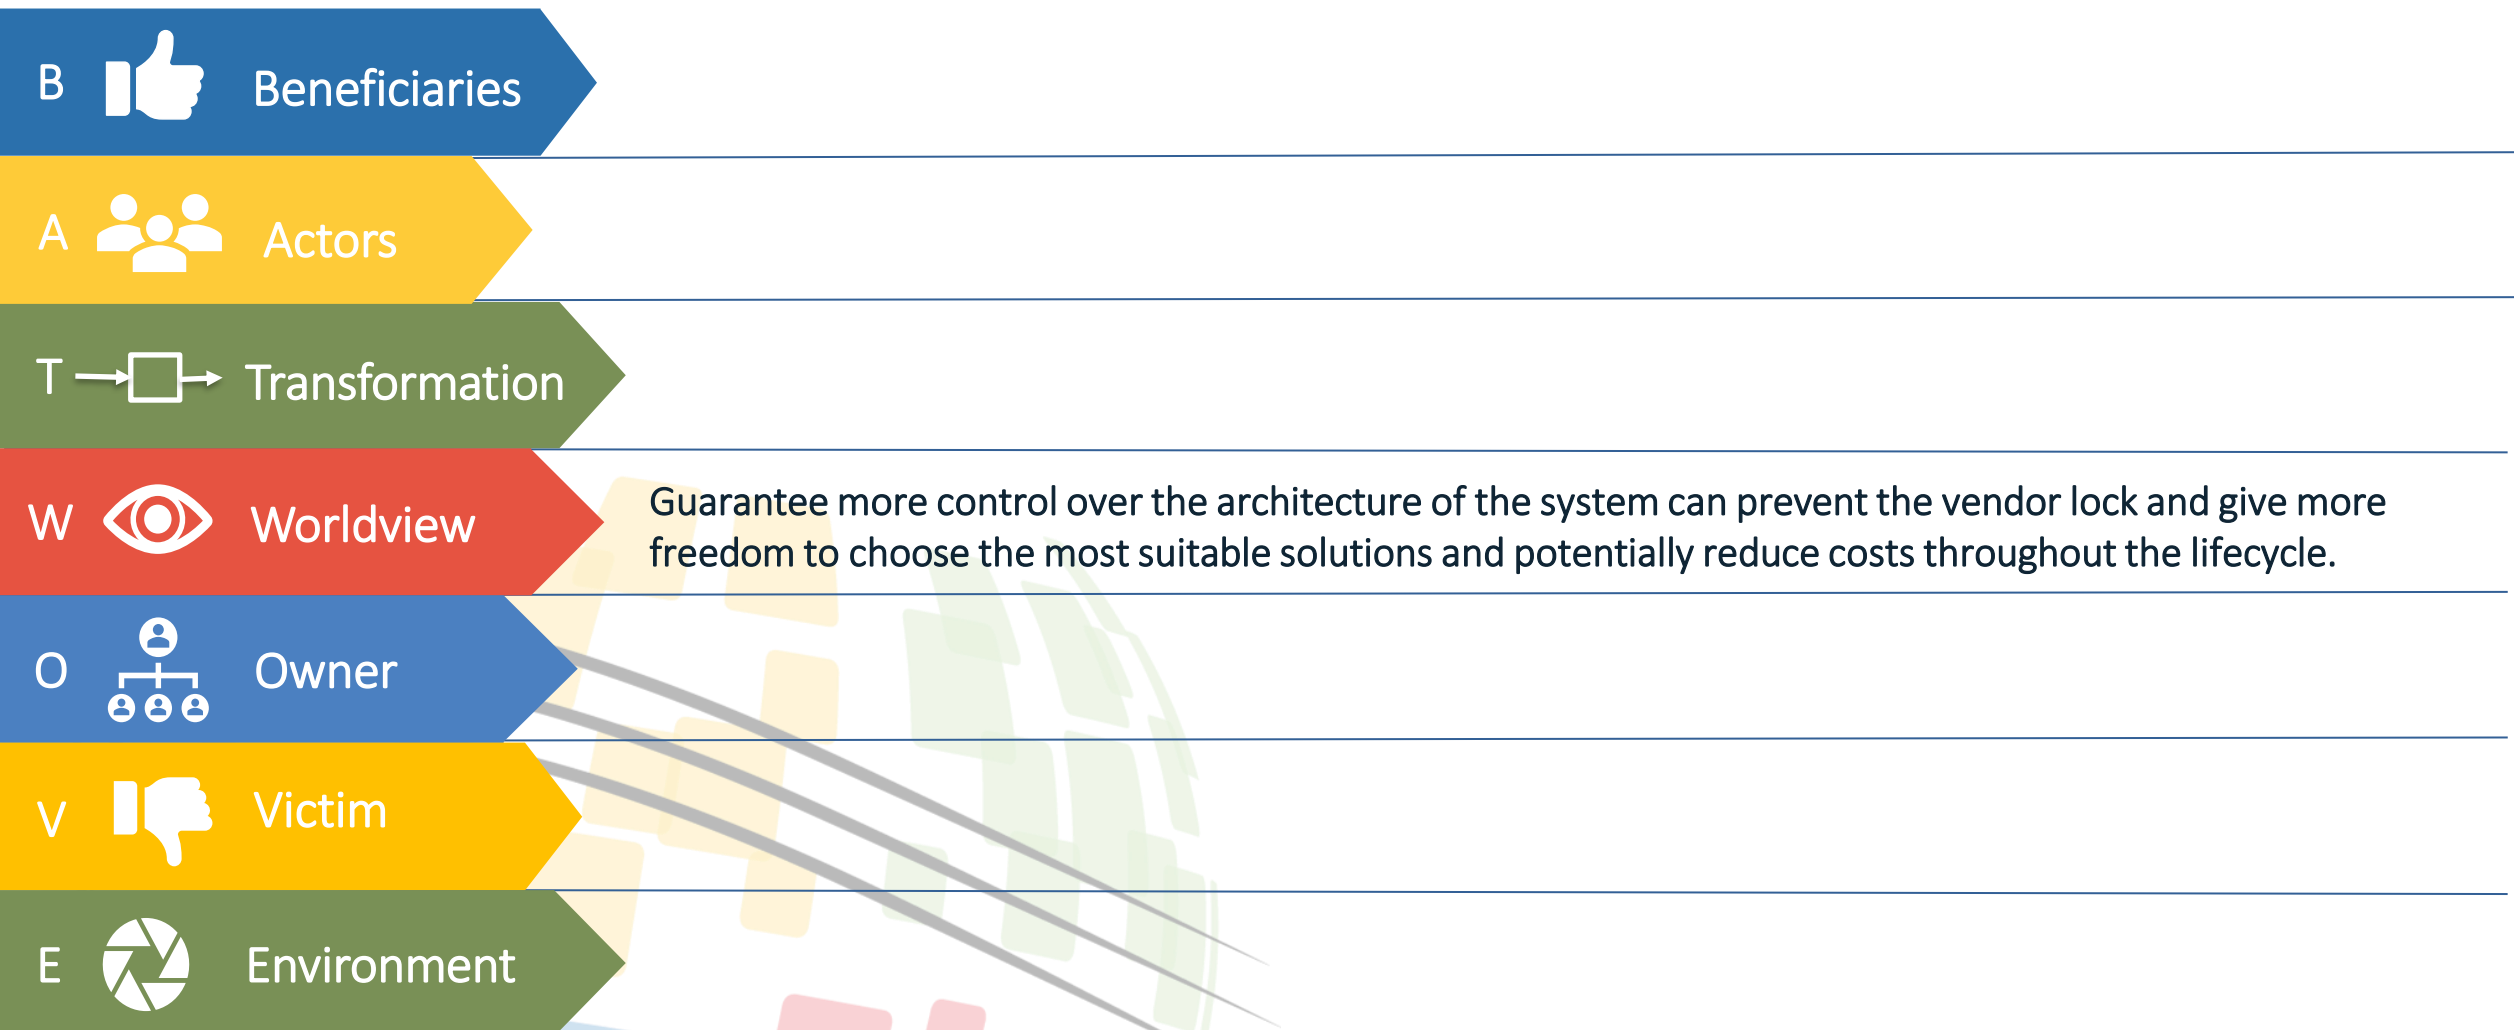 B Beneficiaries
A Actors
T Transformation
W Worldview
Guarantee more control over the architecture of the system can prevent the vendor lock and give more
freedom to choose the most suitable solutions and potentially reduce costs throughout the lifecycle.
O Owner
V Victim
E Environment